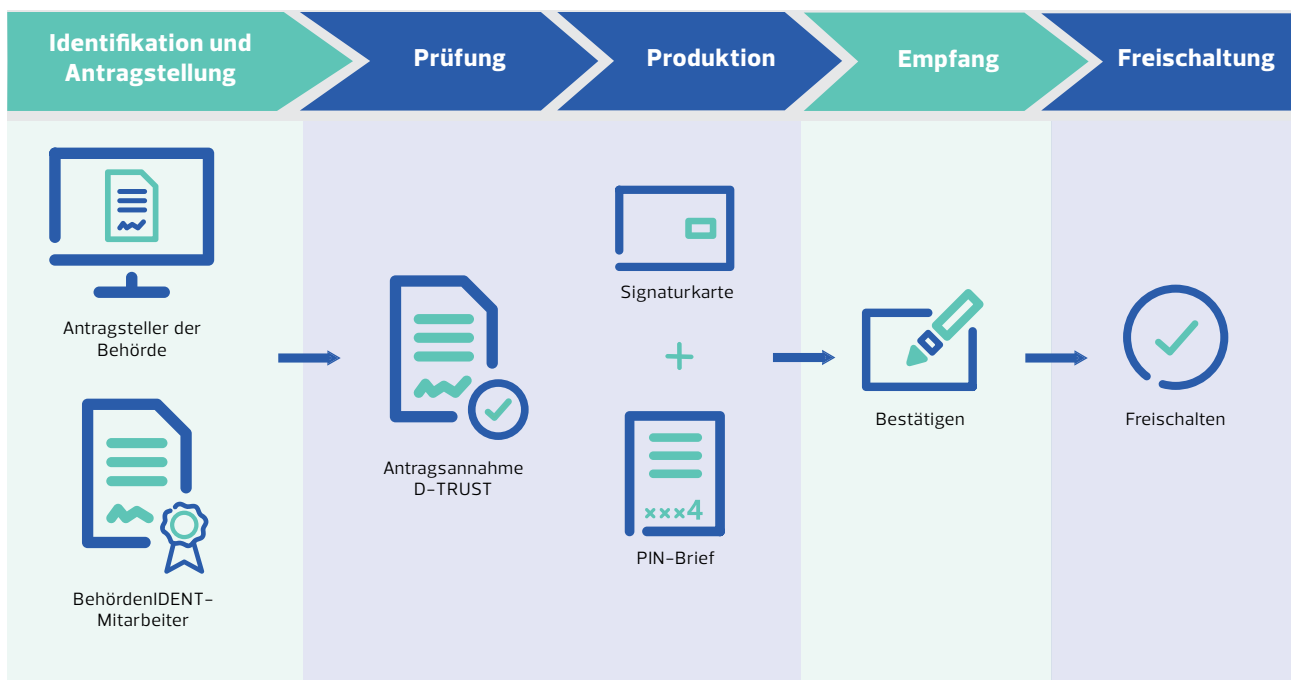 Identifikation und
Antragstellung
Prüfung
Produktion
Empfang
Freischaltung
Antragsteller der
Behörde
BehördenIDENT-
Mitarbeiter
Antragsannahme
D-TRUST
Signaturkarte
+
xxx4
PIN-Brief
Bestätigen
Freischalten